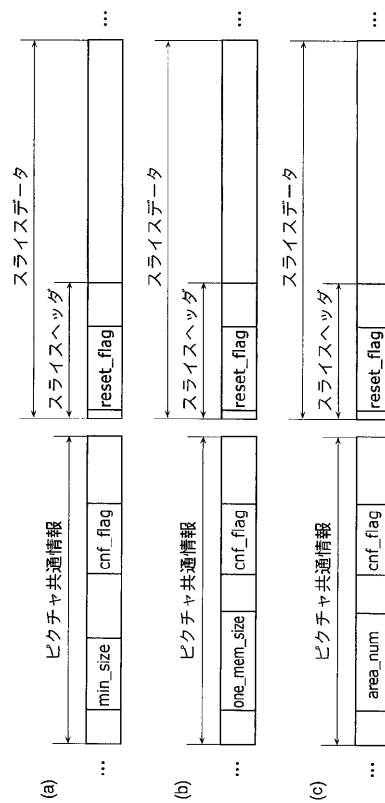 (a)
ピクチャ共通情報
スライスデータ
スライスヘッダ
… min_size cnf_flag reset_flag …
(b)
ピクチャ共通情報
スライスデータ
スライスヘッダ
… one_mem_size cnf_flag reset_flag …
(c)
ピクチャ共通情報
スライスデータ
スライスヘッダ
… area_num cnf_flag reset_flag …